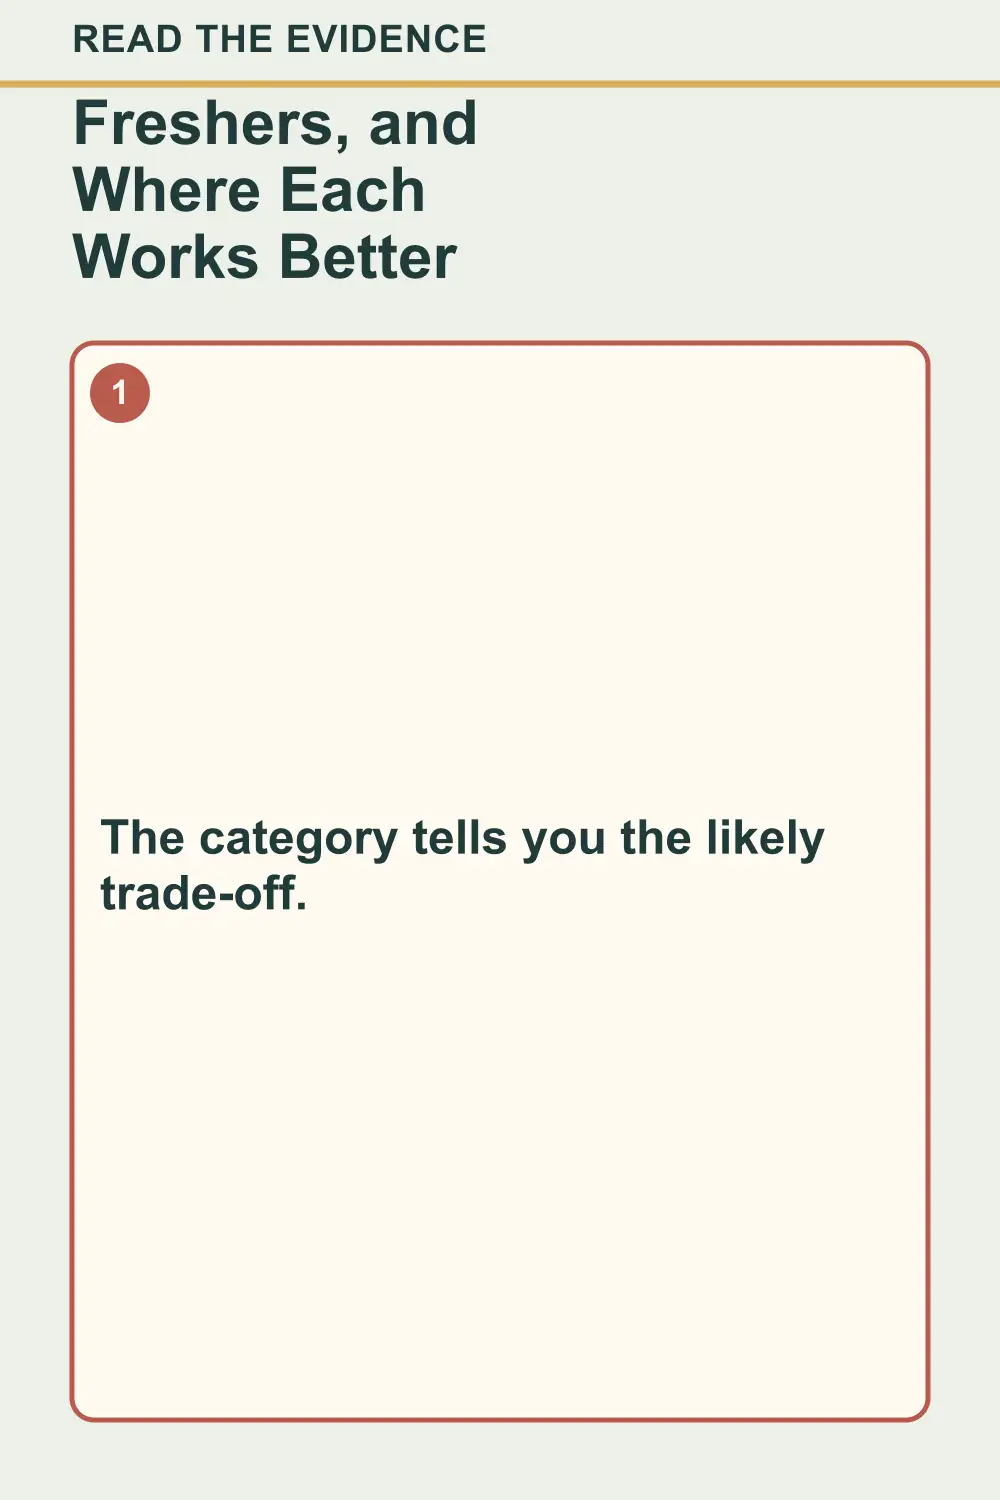 READ THE EVIDENCE
Freshers, and
Where Each
Works Better
1
The category tells you the likely
trade-off.